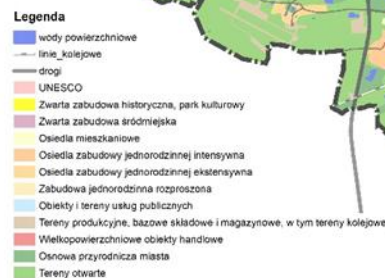 Legenda
wody powierzchniowe
linie_kolejowe
drogi
UNESCO
Zwarta zabudowa historyczna, park kulturowy
Zwarta zabudowa śródmiejska
Osiedla mieszkaniowe
Osiedla zabudowy jednorodzinnej intensywna
Osiedla zabudowy jednorodzinnej ekstensywna
Zabudowa jednorodzinna rozproszona
Obiekty i tereny usług publicznych
Tereny produkcyjne, bazowe składowe i magazynowe, w tym tereny kolejowe
Wielkopowierzchniowe obiekty handlowe
Osnowa przyrodnicza miasta
Tereny otwarte